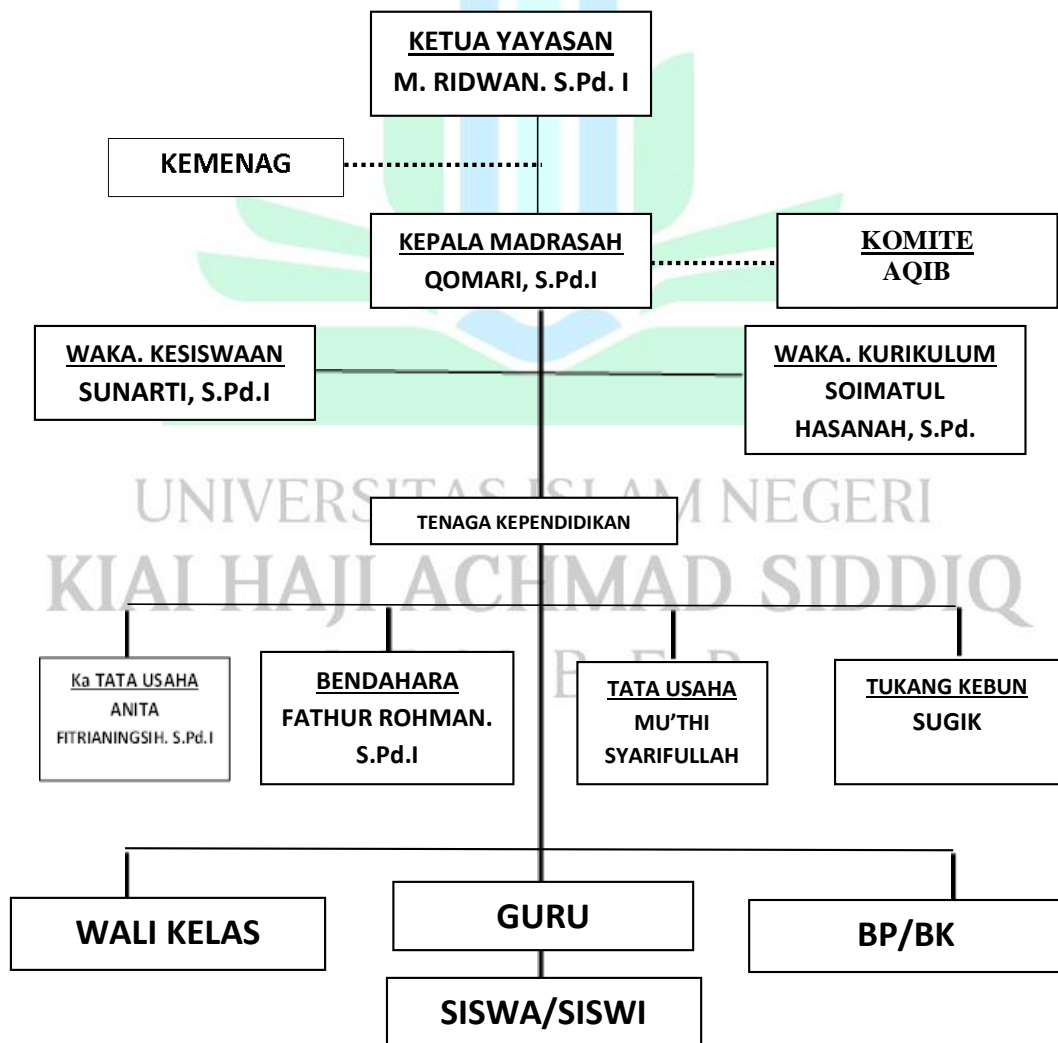 KETUA YAYASAN
M. RIDWAN. S.Pd. I
KEMENAG
KEPALA MADRASAH
QOMARI, S.Pd.I
KOMITE
AQIB
WAKA. KESISWAAN
SUNARTI, S.Pd.I
WAKA. KURIKULUM
SOIMATUL
HASANAH, S.Pd.
UNIVERSITAS ISLAM NEGERI
TENAGA KEPENDIDIKAN
KIAI HAJI ACHMAD SIDDIQ
Ka TATA USAHA
ANITA
FITRIANINGSIH. S.Pd.I
BENDAHARA
FATHUR ROHMAN.
S.Pd.I
TATA USAHA
MU’THI
SYARIFULLAH
TUKANG KEBUN
SUGIK
WALI KELAS
GURU
BP/BK
SISWA/SISWI